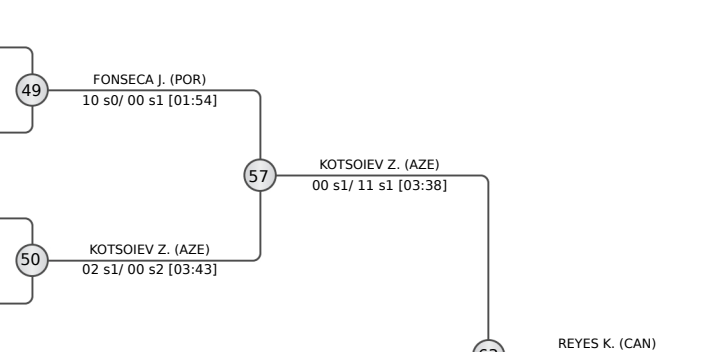 FONSECA J. (POR)
49
10 s0/ 00 s1 [01:54]
KOTSOIEV Z. (AZE)
57
00 s1/ 11 s1 [03:38]
KOTSOIEV Z. (AZE)
50
02 s1/ 00 s2 [03:43]
REYES K. (CAN)